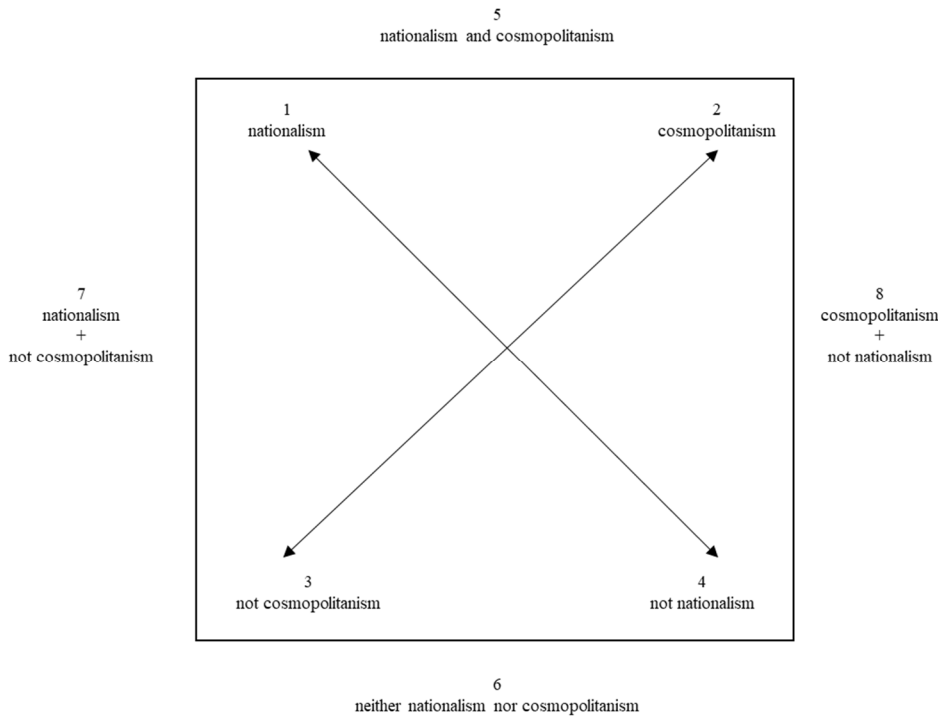 5
nationalism and cosmopolitanism
1
nationalism
2
cosmopolitanism
7
nationalism
+
not cosmopolitanism
8
cosmopolitanism
+
not nationalism
3
not cosmopolitanism
4
not nationalism
6
neither nationalism nor cosmopolitanism